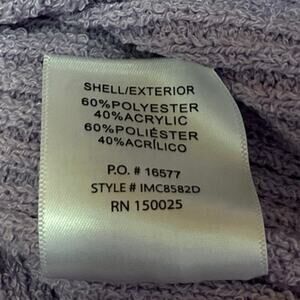 SHELL/EXTERIOR
60%POLYESTER
40%ACRYLIC
60%POLIÉSTER
40%ACRÍLICO
P.O. # 16577
STYLE # IMC8582D
RN 150025